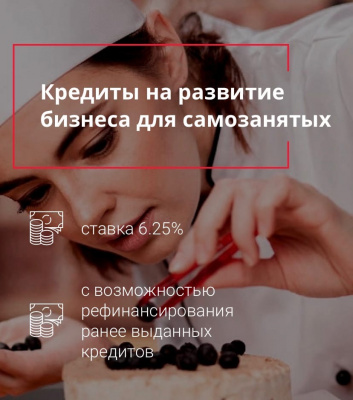 Кредиты на развитие
бизнеса для самозанятых
ставка 6.25%
с возможностью
рефинансирования
ранее выданных
кредитов